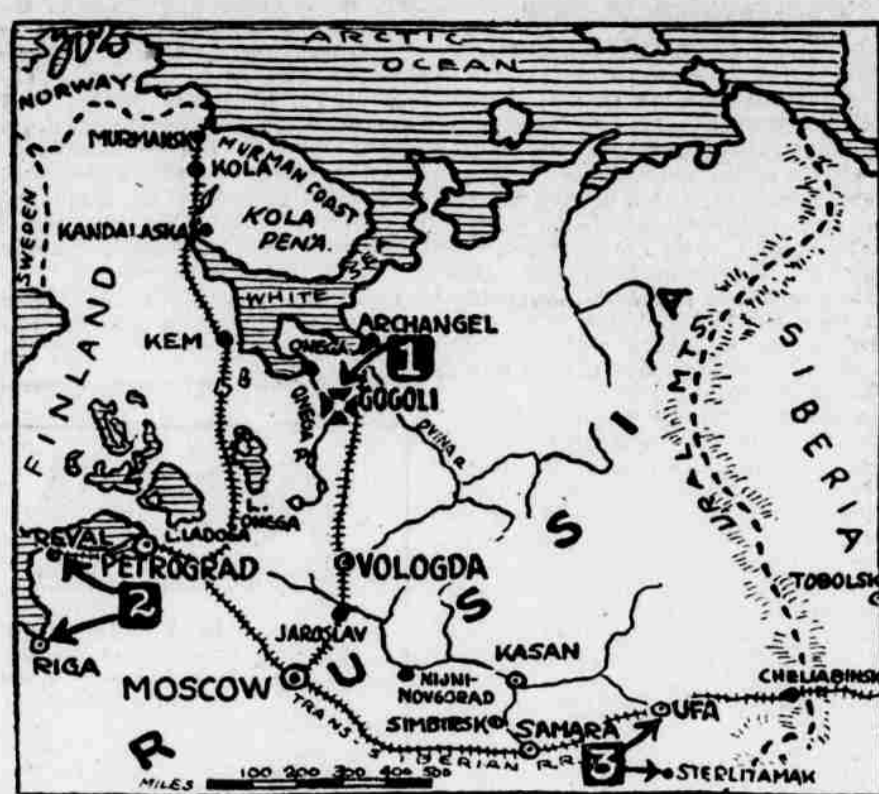 ARCTIC
OCEAN
NORWAY
MURMANSK
MURMAN COAST
KOLA
KOLA
PEN'A.
SWEDEN
KANDALASKA
SEA
WHITE
FINLAND
KEM
ONEGA
ARCHANGEL
1
GOGOLI
ONEGA R.
DVINA R.
URAL MTS
SIBERIA
L. ONEGA
L. LADOGA
REVAL
PETROGRAD
VOLOGDA
TOBOLSK
2
JAROSLAV
RIGA
MOSCOW
NIJNI-
NOVGOROD
KASAN
CHELIABINSK
SIMBIRSK
SAMARA
UFA
TRANS-SIBERIAN R.R.
RUSSIA
3
STERLITAMAK
MILES 100 200 300 400 500